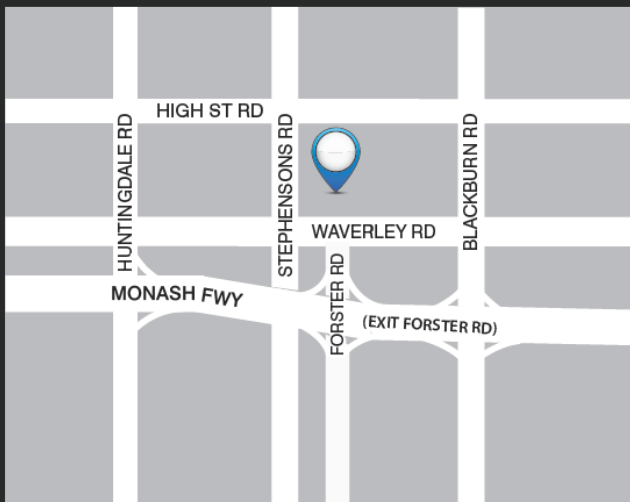 HIGH ST RD
HUNTINGDALE RD
STEPHENSONS RD
BLACKBURN RD
WAVERLEY RD
FORSTER RD
MONASH FWY
(EXIT FORSTER RD)